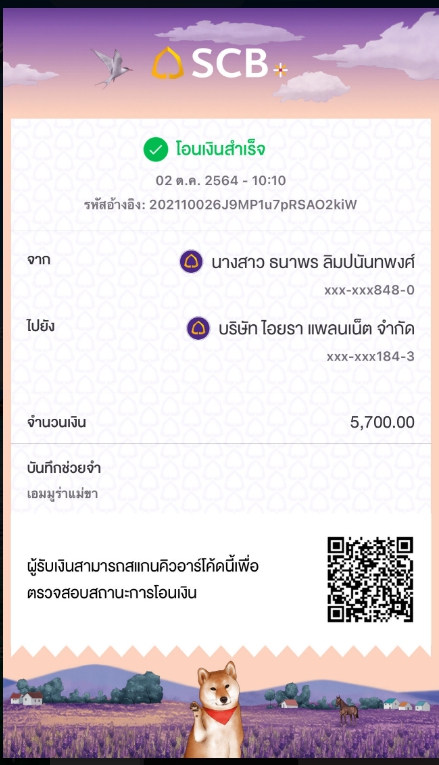 SCB
โอนเงินสำเร็จ
02 ต.ค. 2564 - 10:10
รหัสอ้างอิง: 202110026J9MP1u7pRSAO2kiW
จาก
นางสาว ธนาพร ลิมปนันทพงศ์
xxx-xxx848-0
ไปยัง
บริษัท ไอยรา แพลนเน็ต จำกัด
xxx-xxx184-3
จำนวนเงิน
5,700.00
บันทึกช่วยจำ
เอมมูร่าแม่ขา
ผู้รับเงินสามารถสแกนคิวอาร์โค้ดนี้เพื่อ
ตรวจสอบสถานะการโอนเงิน